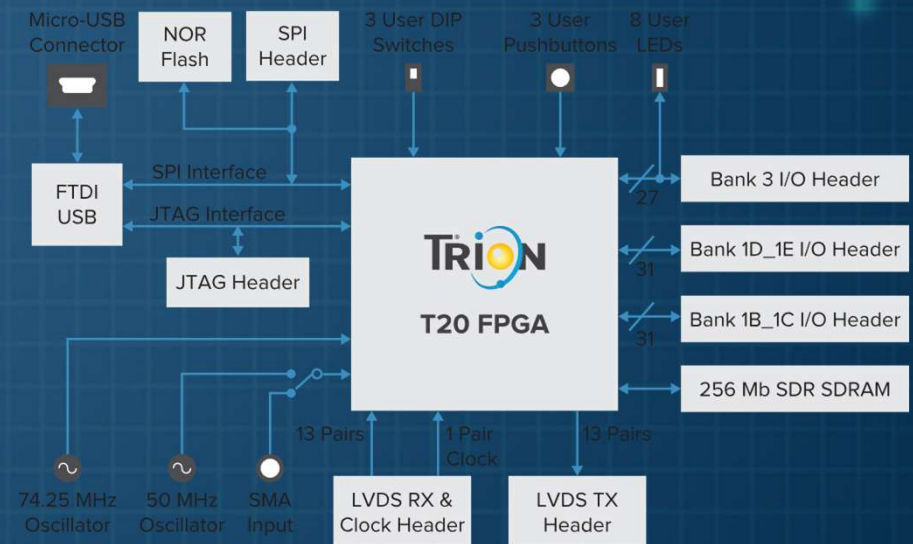 Micro-USB
Connector
NOR
Flash
SPI
Header
3 User DIP
Switches
3 User
Pushbuttons
8 User
LEDs
FTDI
USB
SPI Interface
JTAG Interface
JTAG Header
TRION
T20 FPGA
27
Bank 3 I/O Header
31
Bank 1D_1E I/O Header
31
Bank 1B_1C I/O Header
256 Mb SDR SDRAM
13 Pairs
1 Pair
Clock
13 Pairs
74.25 MHz
Oscillator
50 MHz
Oscillator
SMA
Input
LVDS RX &
Clock Header
LVDS TX
Header